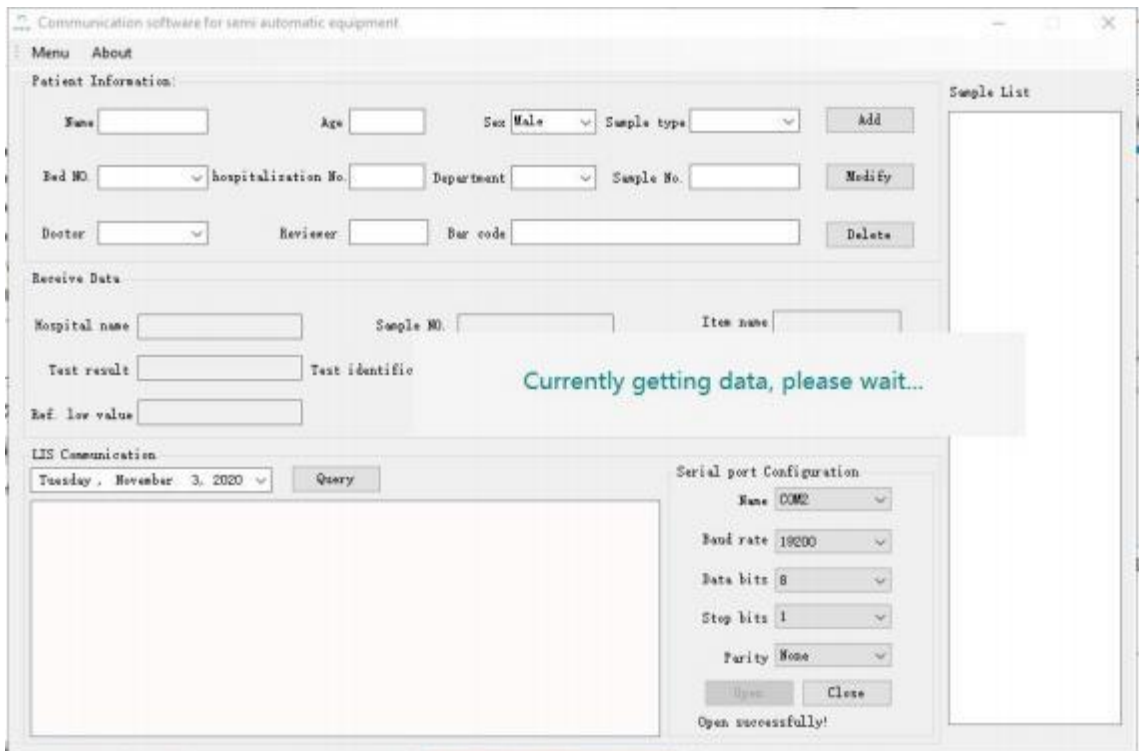 Communication software for semi automatic equipment
Menu About
Patient Information:
Name Age Sex Male Sample type Add
Bed NO. hospitalization No. Department Sample No. Modify
Doctor Reviewer Bar code Delete
Sample List
Receive Data
Hospital name Sample NO. Item name
Test result Test identific
Currently getting data, please wait...
Ref. low value
LIS Communication
Tuesday , November 3, 2020 Query
Serial port Configuration
Name COM2
Baud rate 19200
Data bits 8
Stop bits 1
Parity None
Open Close
Open successfully!